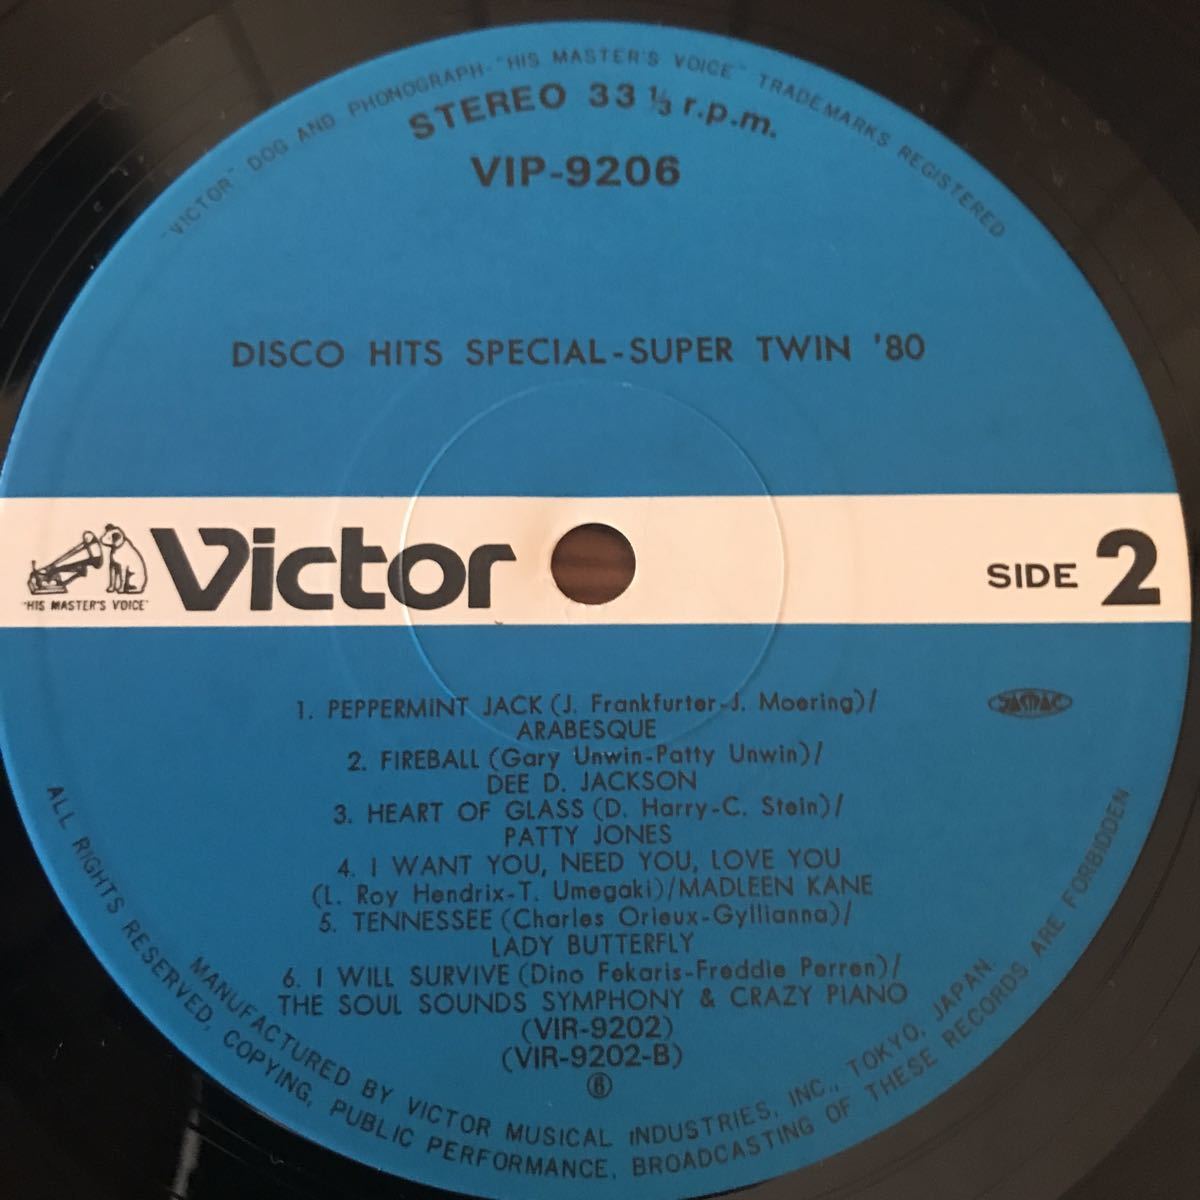 "VICTOR" DOG AND PHONOGRAPH-"HIS MASTER'S VOICE" TRADEMARKS REGISTERED
STEREO 33 ⅓ r.p.m.
VIP-9206
DISCO HITS SPECIAL-SUPER TWIN '80
"HIS MASTER'S VOICE"
Victor
SIDE 2
1. PEPPERMINT JACK (J. Frankfurter-J. Moering)/
ARABESQUE
JASRAC
2. FIREBALL (Gary Unwin-Patty Unwin)/
DEE D. JACKSON
3. HEART OF GLASS (D. Harry-C. Stein)/
PATTY JONES
4. I WANT YOU, NEED YOU, LOVE YOU
(L. Roy Hendrix-T. Umegaki)/MADLEEN KANE
5. TENNESSEE (Charles Orieux-Gyllianna)/
LADY BUTTERFLY
6. I WILL SURVIVE (Dino Fekaris-Freddie Perren)/
THE SOUL SOUNDS SYMPHONY & CRAZY PIANO
(VIR-9202)
(VIR-9202-B)
⑥
MANUFACTURED BY VICTOR MUSICAL INDUSTRIES, INC., TOKYO, JAPAN.
ALL RIGHTS RESERVED, COPYING, PUBLIC PERFORMANCE, BROADCASTING OF THESE RECORDS ARE FORBIDDEN